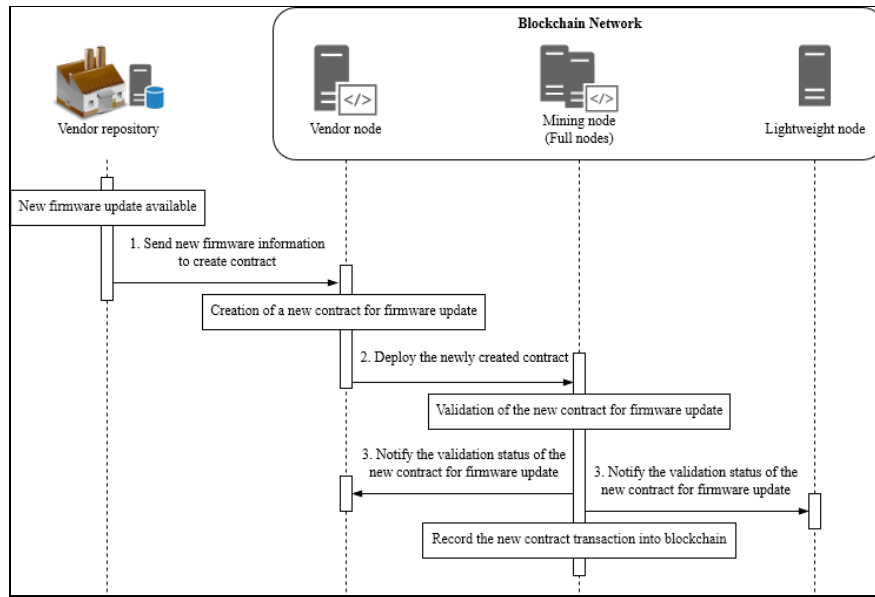 Blockchain Network
</>
</>
Vendor repository
Vendor node
Mining node
(Full nodes)
Lightweight node
New firmware update available
1. Send new firmware information
to create contract
Creation of a new contract for firmware update
2. Deploy the newly created contract
Validation of the new contract for firmware update
3. Notify the validation status of the
new contract for firmware update
3. Notify the validation status of the
new contract for firmware update
Record the new contract transaction into blockchain